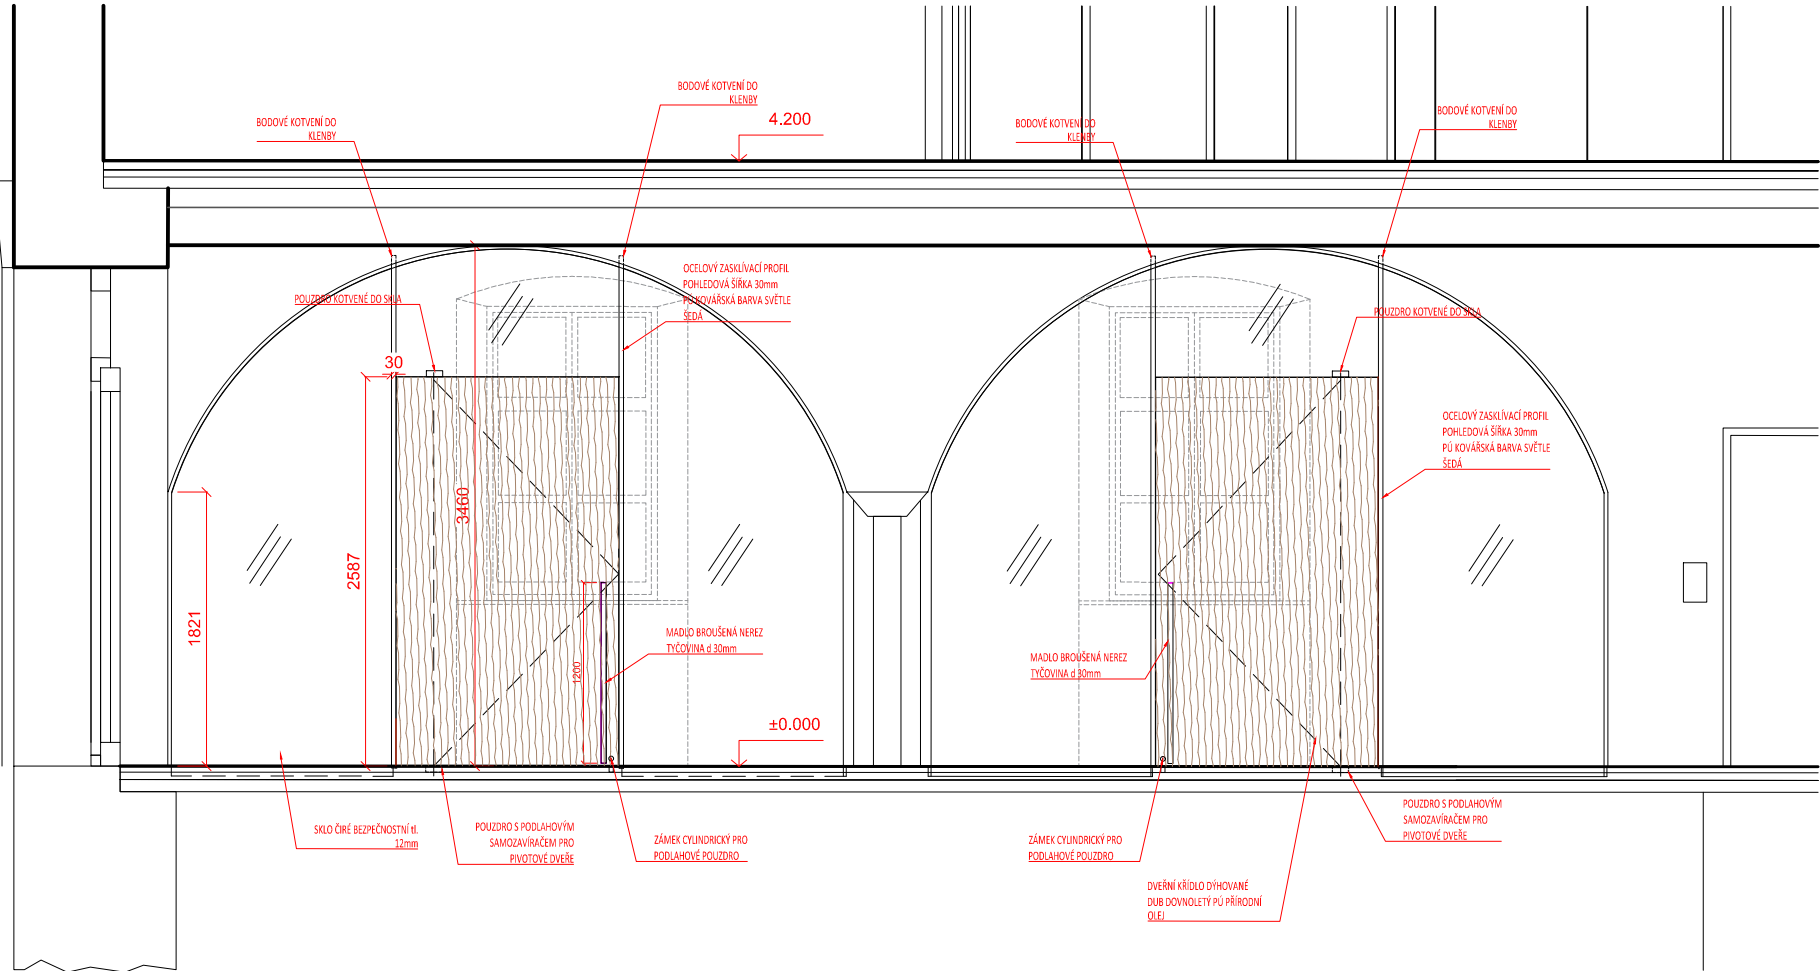 BODOVÉ KOTVENÍ DO
KLENBY
BODOVÉ KOTVENÍ DO
KLENBY
4.200
BODOVÉ KOTVENÍ DO
KLENBY
BODOVÉ KOTVENÍ DO
KLENBY
POUZDRO KOTVENÉ DO SKLA
OCELOVÝ ZASKLÍVACÍ PROFIL
POHLEDOVÁ ŠÍŘKA 30mm
PÚ KOVÁŘSKÁ BARVA SVĚTLE
ŠEDÁ
POUZDRO KOTVENÉ DO SKLA
30
OCELOVÝ ZASKLÍVACÍ PROFIL
POHLEDOVÁ ŠÍŘKA 30mm
PÚ KOVÁŘSKÁ BARVA SVĚTLE
ŠEDÁ
3460
2587
1821
1200
MADLO BROUŠENÁ NEREZ
TYČOVINA d 30mm
MADLO BROUŠENÁ NEREZ
TYČOVINA d 30mm
±0.000
SKLO ČIRÉ BEZPEČNOSTNÍ tl.
12mm
POUZDRO S PODLAHOVÝM
SAMOZAVÍRAČEM PRO
PIVOTOVÉ DVEŘE
ZÁMEK CYLINDRICKÝ PRO
PODLAHOVÉ POUZDRO
ZÁMEK CYLINDRICKÝ PRO
PODLAHOVÉ POUZDRO
POUZDRO S PODLAHOVÝM
SAMOZAVÍRAČEM PRO
PIVOTOVÉ DVEŘE
DVEŘNÍ KŘÍDLO DÝHOVANÉ
DUB DOVNOLETÝ PÚ PŘÍRODNÍ
OLEJ